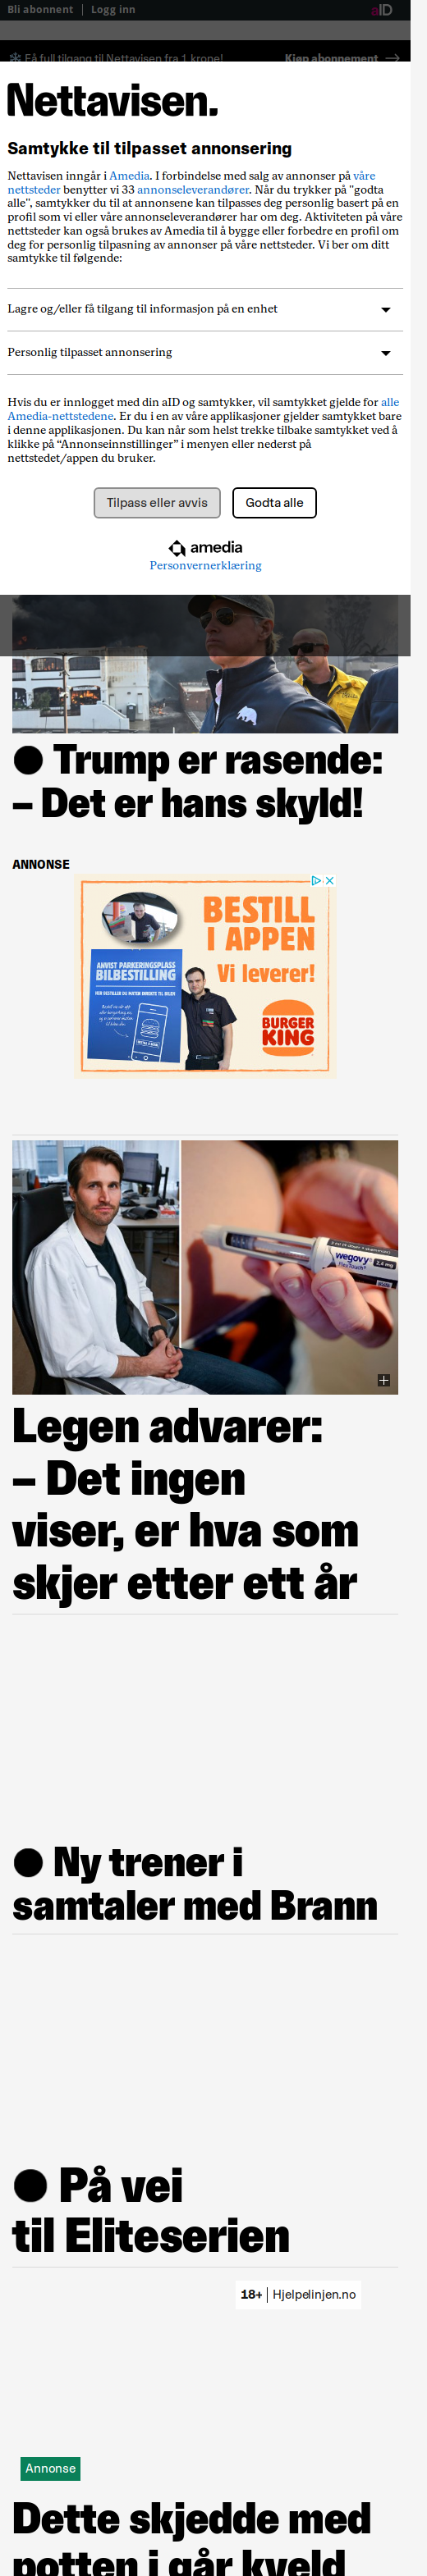 Bli abonnent | Logg inn
aID
Få full tilgang til Nettavisen fra 1 krone!
Kjøp abonnement
Nettavisen.
Samtykke til tilpasset annonsering
Nettavisen inngår i Amedia. I forbindelse med salg av annonser på våre
nettsteder benytter vi 33 annonseleverandører. Når du trykker på "godta
alle", samtykker du til at annonsene kan tilpasses deg personlig basert på en
profil som vi eller våre annonseleverandører har om deg. Aktiviteten på våre
nettsteder kan også brukes av Amedia til å bygge eller forbedre en profil om
deg for personlig tilpasning av annonser på våre nettsteder. Vi ber om ditt
samtykke til følgende:
Lagre og/eller få tilgang til informasjon på en enhet
Personlig tilpasset annonsering
Hvis du er innlogget med din aID og samtykker, vil samtykket gjelde for alle
Amedia-nettstedene. Er du i en av våre applikasjoner gjelder samtykket bare
i denne applikasjonen. Du kan når som helst trekke tilbake samtykket ved å
klikke på “Annonseinnstillinger” i menyen eller nederst på
nettstedet/appen du bruker.
Tilpass eller avvis
Godta alle
amedia
Personvernerklæring
Trump er rasende:
– Det er hans skyld!
ANNONSE
BESTILL
I APPEN
Vi leverer!
ANVIST PARKERINGSPLASS
BILBESTILLING
BURGER
KING
wegovy
FlexTouch
2,4 mg
Legen advarer:
– Det ingen
viser, er hva som
skjer etter ett år
Ny trener i
samtaler med Brann
På vei
til Eliteserien
18+ | Hjelpelinjen.no
Annonse
Dette skjedde med
potten i går kveld